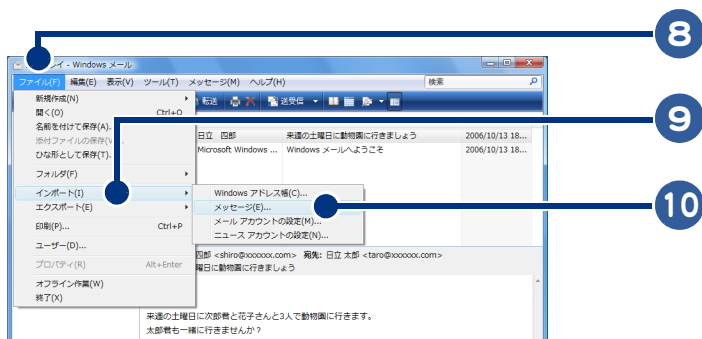 8
イ - Windows メール
ファイル(F) 編集(E) 表示(V) ツール(T) メッセージ(M) ヘルプ(H) 検索
新規作成(N)
転送 送受信
開く(O) Ctrl+O
名前を付けて保存(A).
添付ファイルの保存(V
ひな形として保存(T).
日立 四郎 来週の土曜日に動物園に行きましょう 2006/10/13 18...
Microsoft Windows ... Windows メールへようこそ 2006/10/13 18...
9
フォルダ(F)
インポート(I)
エクスポート(E)
Windows アドレス帳(C)...
メッセージ(E)...
メール アカウントの設定(M)...
ニュース アカウントの設定(N)...
10
印刷(P)... Ctrl+P
ユーザー(D)...
プロパティ(R) Alt+Enter
オフライン作業(W)
終了(X)
四郎 <shiro@xxxxxx.com> 宛先: 日立 太郎 <taro@xxxxxx.com>
曜日に動物園に行きましょう
来週の土曜日に次郎君と花子さんと3人で動物園に行きます。
太郎君も一緒に行きませんか？